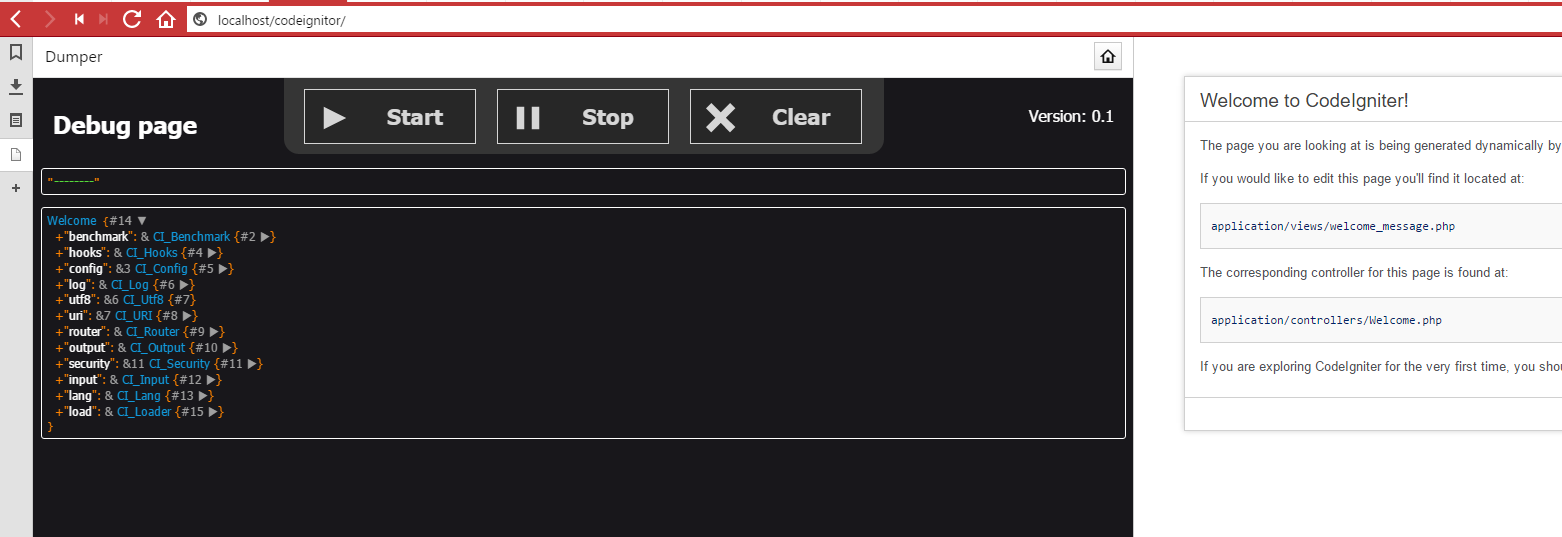 localhost/codeignitor/
Dumper
Debug page
Start
Stop
Clear
Version: 0.1
"--------"
Welcome {#14 ▼
+"benchmark": & CI_Benchmark {#2 ▶}
+"hooks": & CI_Hooks {#4 ▶}
+"config": &3 CI_Config {#5 ▶}
+"log": & CI_Log {#6 ▶}
+"utf8": &6 CI_Utf8 {#7}
+"uri": &7 CI_URI {#8 ▶}
+"router": & CI_Router {#9 ▶}
+"output": & CI_Output {#10 ▶}
+"security": &11 CI_Security {#11 ▶}
+"input": & CI_Input {#12 ▶}
+"lang": & CI_Lang {#13 ▶}
+"load": & CI_Loader {#15 ▶}
}
Welcome to CodeIgniter!
The page you are looking at is being generated dynamically by
If you would like to edit this page you'll find it located at:
application/views/welcome_message.php
The corresponding controller for this page is found at:
application/controllers/Welcome.php
If you are exploring CodeIgniter for the very first time, you shou